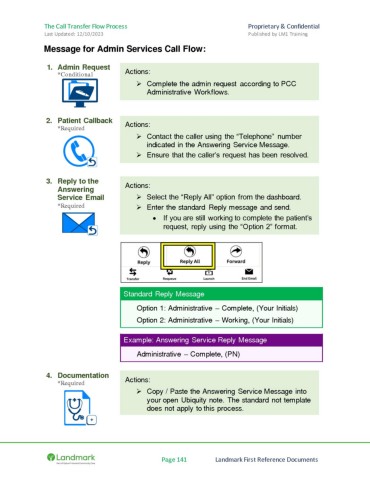 The Call Transfer Flow Process
Proprietary & Confidential
Last Updated: 12/10/2023
Published by LM1 Training
Message for Admin Services Call Flow:
1. Admin Request
*Conditional
Actions:
➢ Complete the admin request according to PCC
Administrative Workflows.
2. Patient Callback
*Required
Actions:
➢ Contact the caller using the "Telephone" number
indicated in the Answering Service Message.
➢ Ensure that the caller's request has been resolved.
3. Reply to the
Answering
Service Email
*Required
Actions:
➢ Select the "Reply All" option from the dashboard.
➢ Enter the standard Reply message and send.
• If you are still working to complete the patient's
request, reply using the "Option 2" format.
Reply Reply All Forward
Transfer Response Launch End Email
Standard Reply Message
Option 1: Administrative – Complete, (Your Initials)
Option 2: Administrative – Working, (Your Initials)
Example: Answering Service Reply Message
Administrative – Complete, (PN)
4. Documentation
*Required
Actions:
➢ Copy / Paste the Answering Service Message into
your open Ubiquity note. The standard not template
does not apply to this process.
Landmark
Page 141
Landmark First Reference Documents